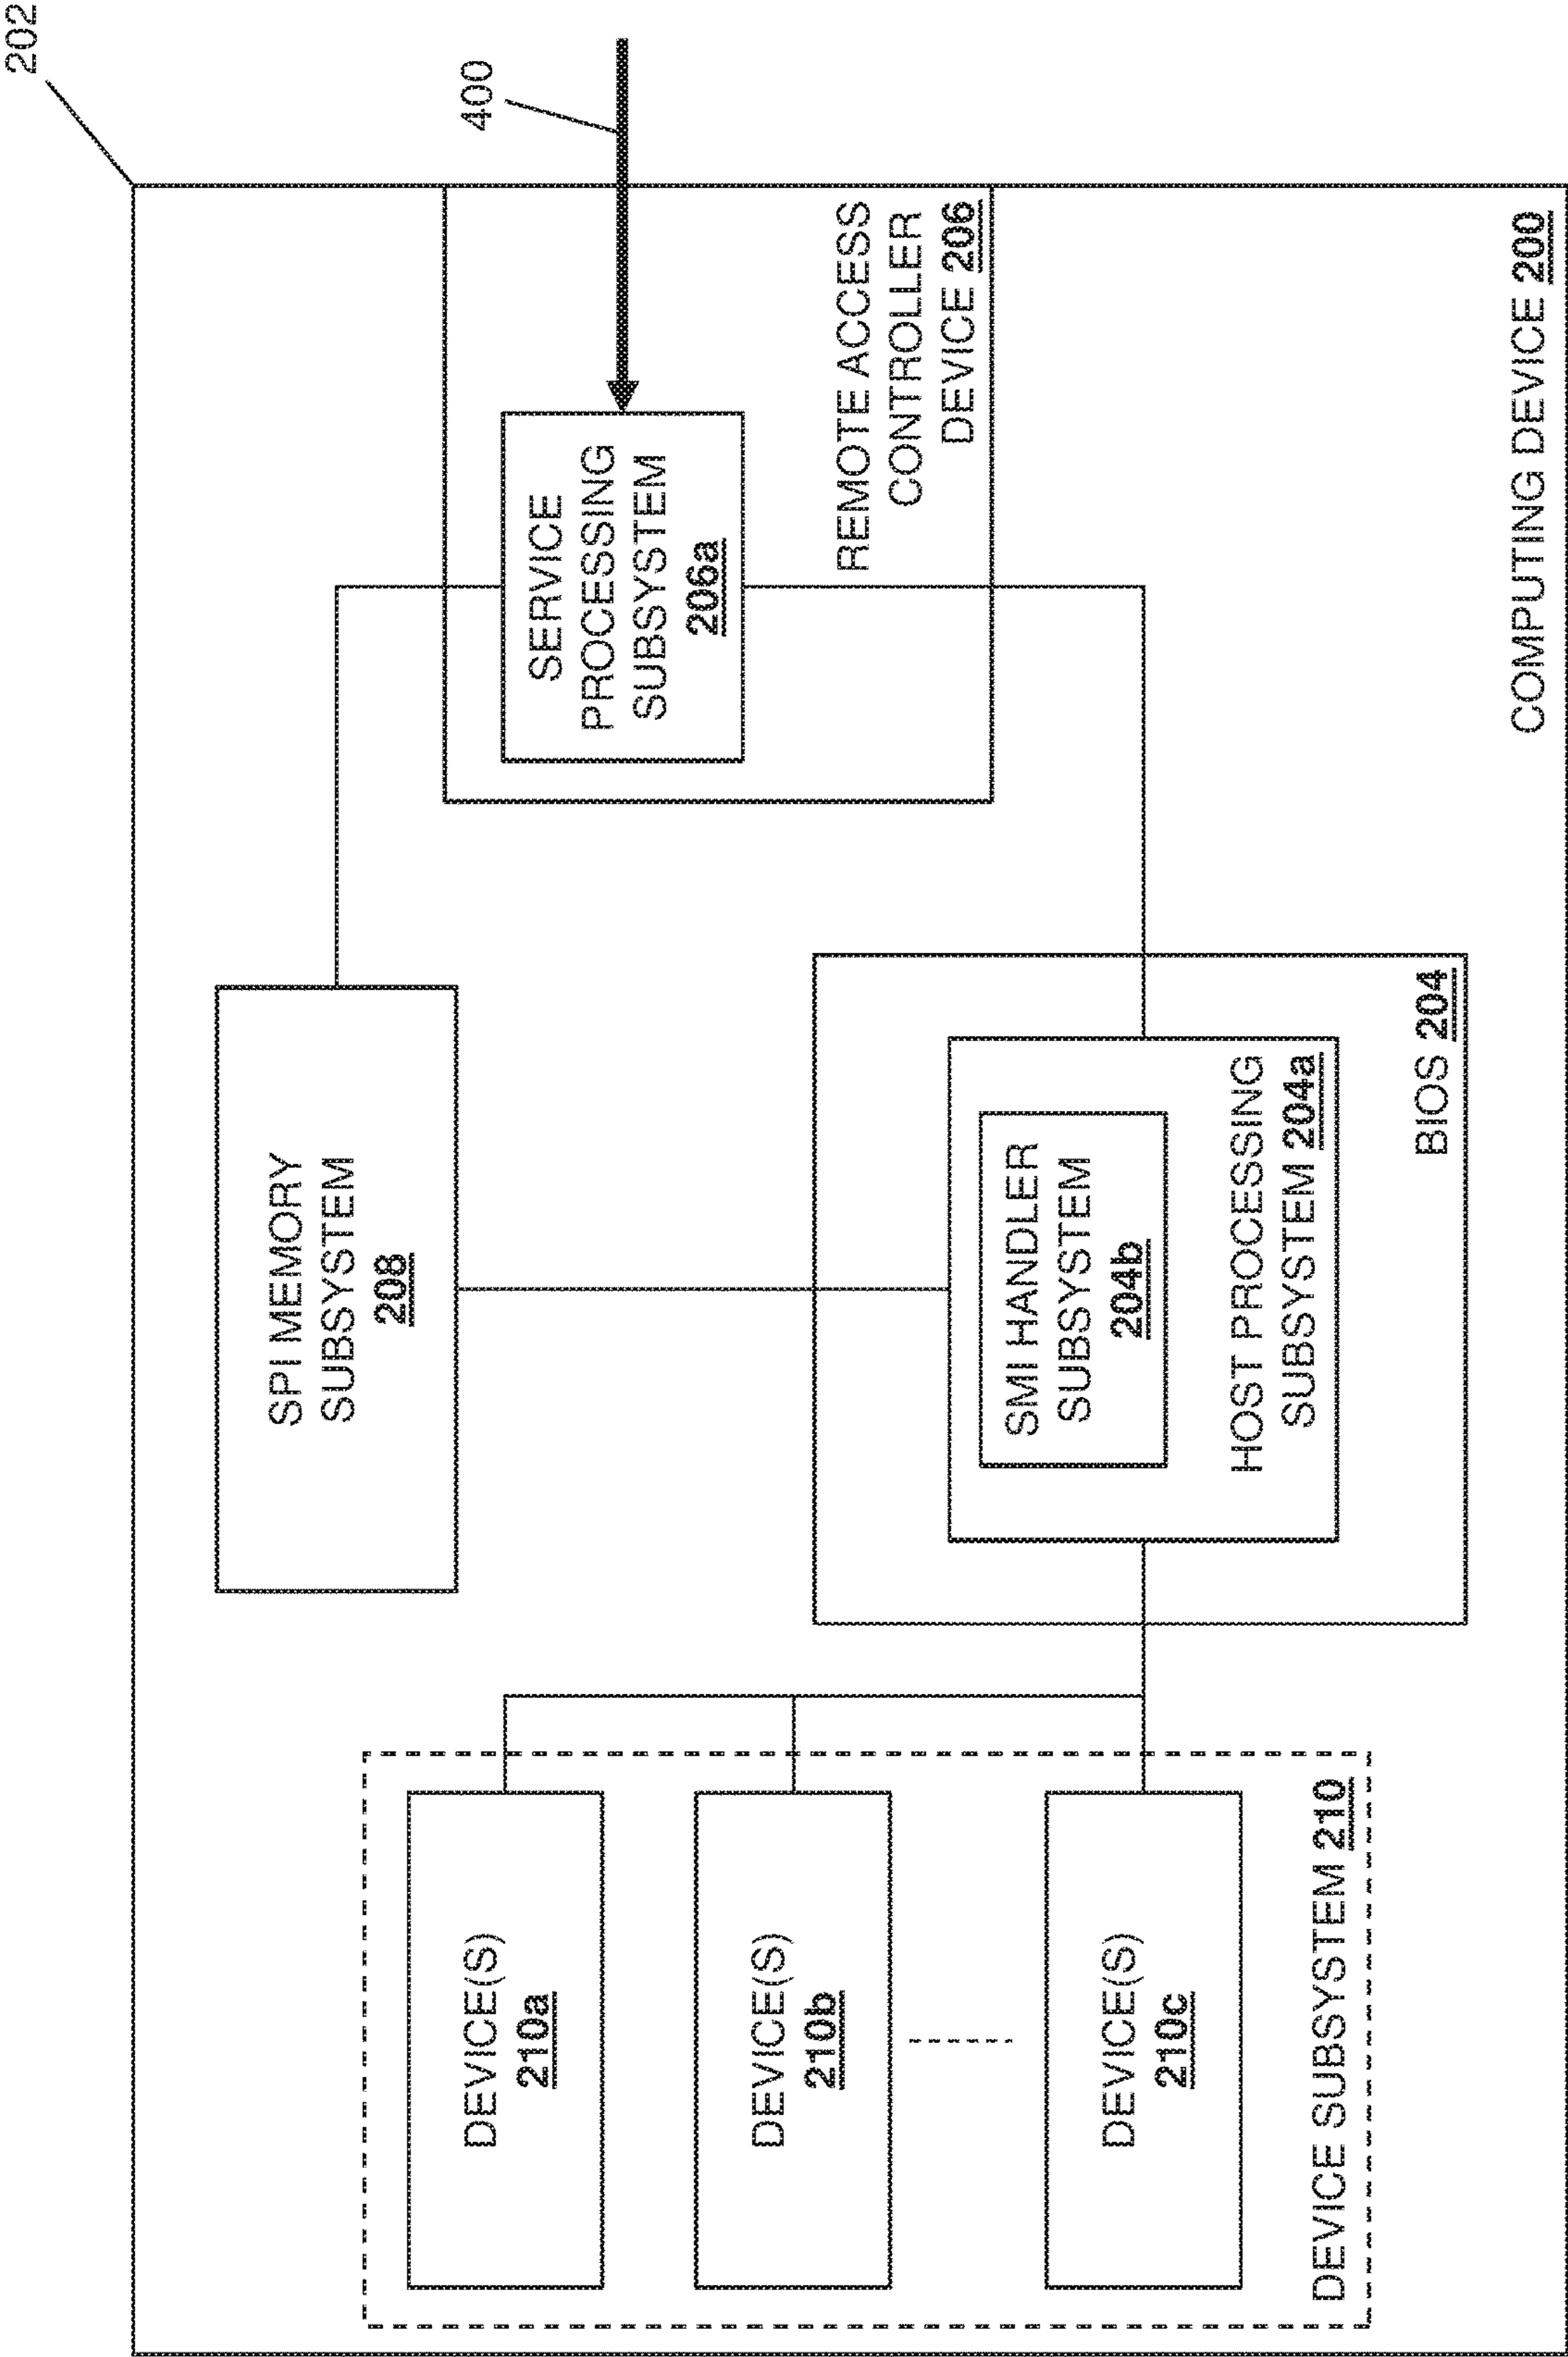 202
400
SPI MEMORY
SUBSYSTEM
208
SERVICE
PROCESSING
SUBSYSTEM
206a
REMOTE ACCESS
CONTROLLER
DEVICE 206
DEVICE(S)
210a
DEVICE(S)
210b
DEVICE(S)
210c
DEVICE SUBSYSTEM 210
SMI HANDLER
SUBSYSTEM
204b
HOST PROCESSING
SUBSYSTEM 204a
BIOS 204
COMPUTING DEVICE 200